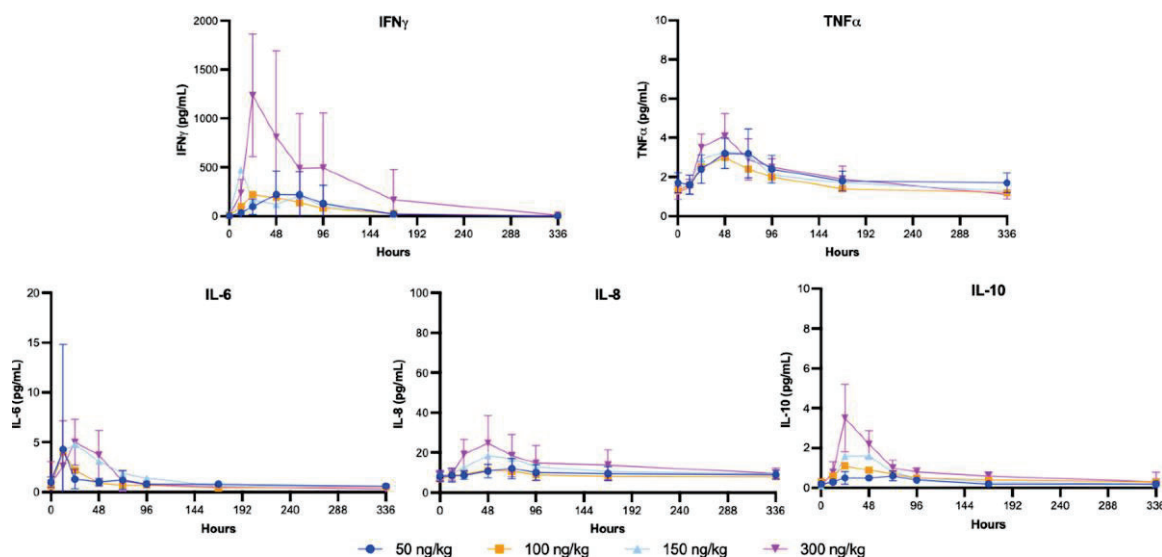 IFNγ
IFNγ (pg/mL)
2000
1500
1000
500
0
0 48 96 144 192 240 288 336
Hours
TNFα
TNFα (pg/mL)
10
8
6
4
2
0
0 48 96 144 192 240 288 336
Hours
IL-6
IL-6 (pg/mL)
20
15
10
5
0
0 48 96 144 192 240 288 336
Hours
IL-8
IL-8 (pg/mL)
100
80
60
40
20
0
0 48 96 144 192 240 288 336
Hours
IL-10
IL-10 (pg/mL)
10
8
6
4
2
0
0 48 96 144 192 240 288 336
Hours
50 ng/kg 100 ng/kg 150 ng/kg 300 ng/kg